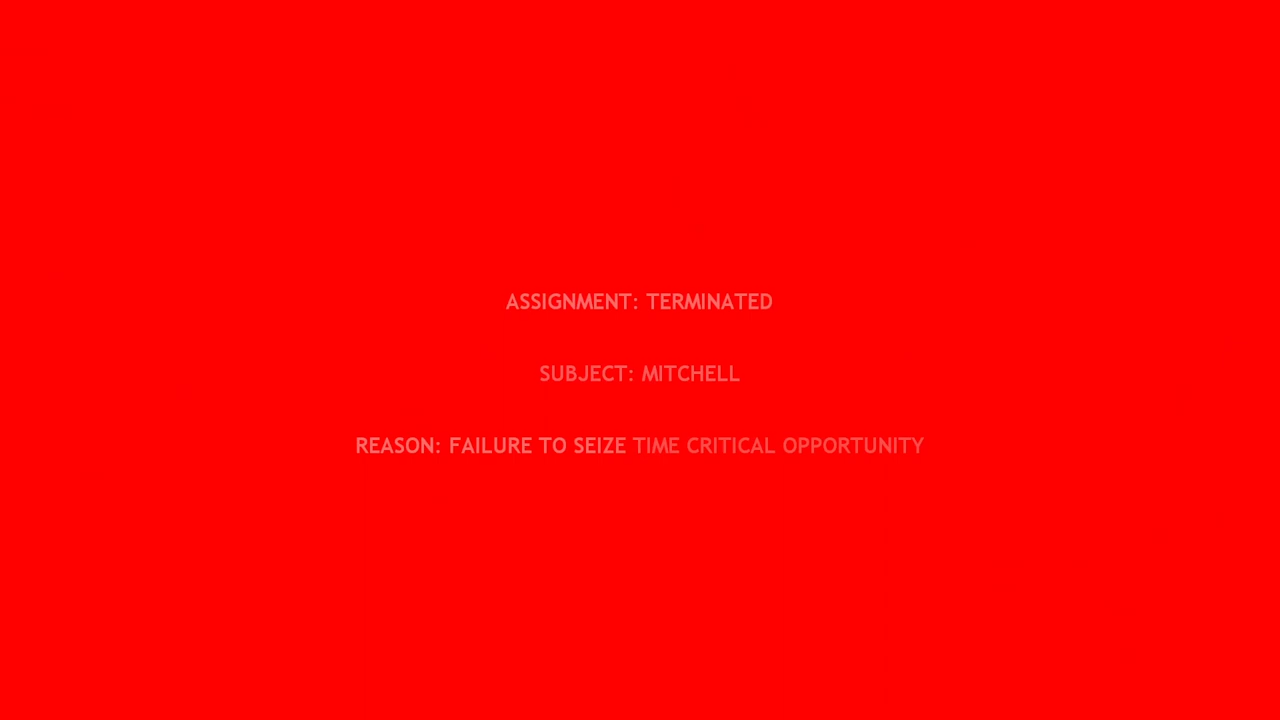 ASSIGNMENT: TERMINATED
SUBJECT: MITCHELL
REASON: FAILURE TO SEIZE TIME CRITICAL OPPORTUNITY